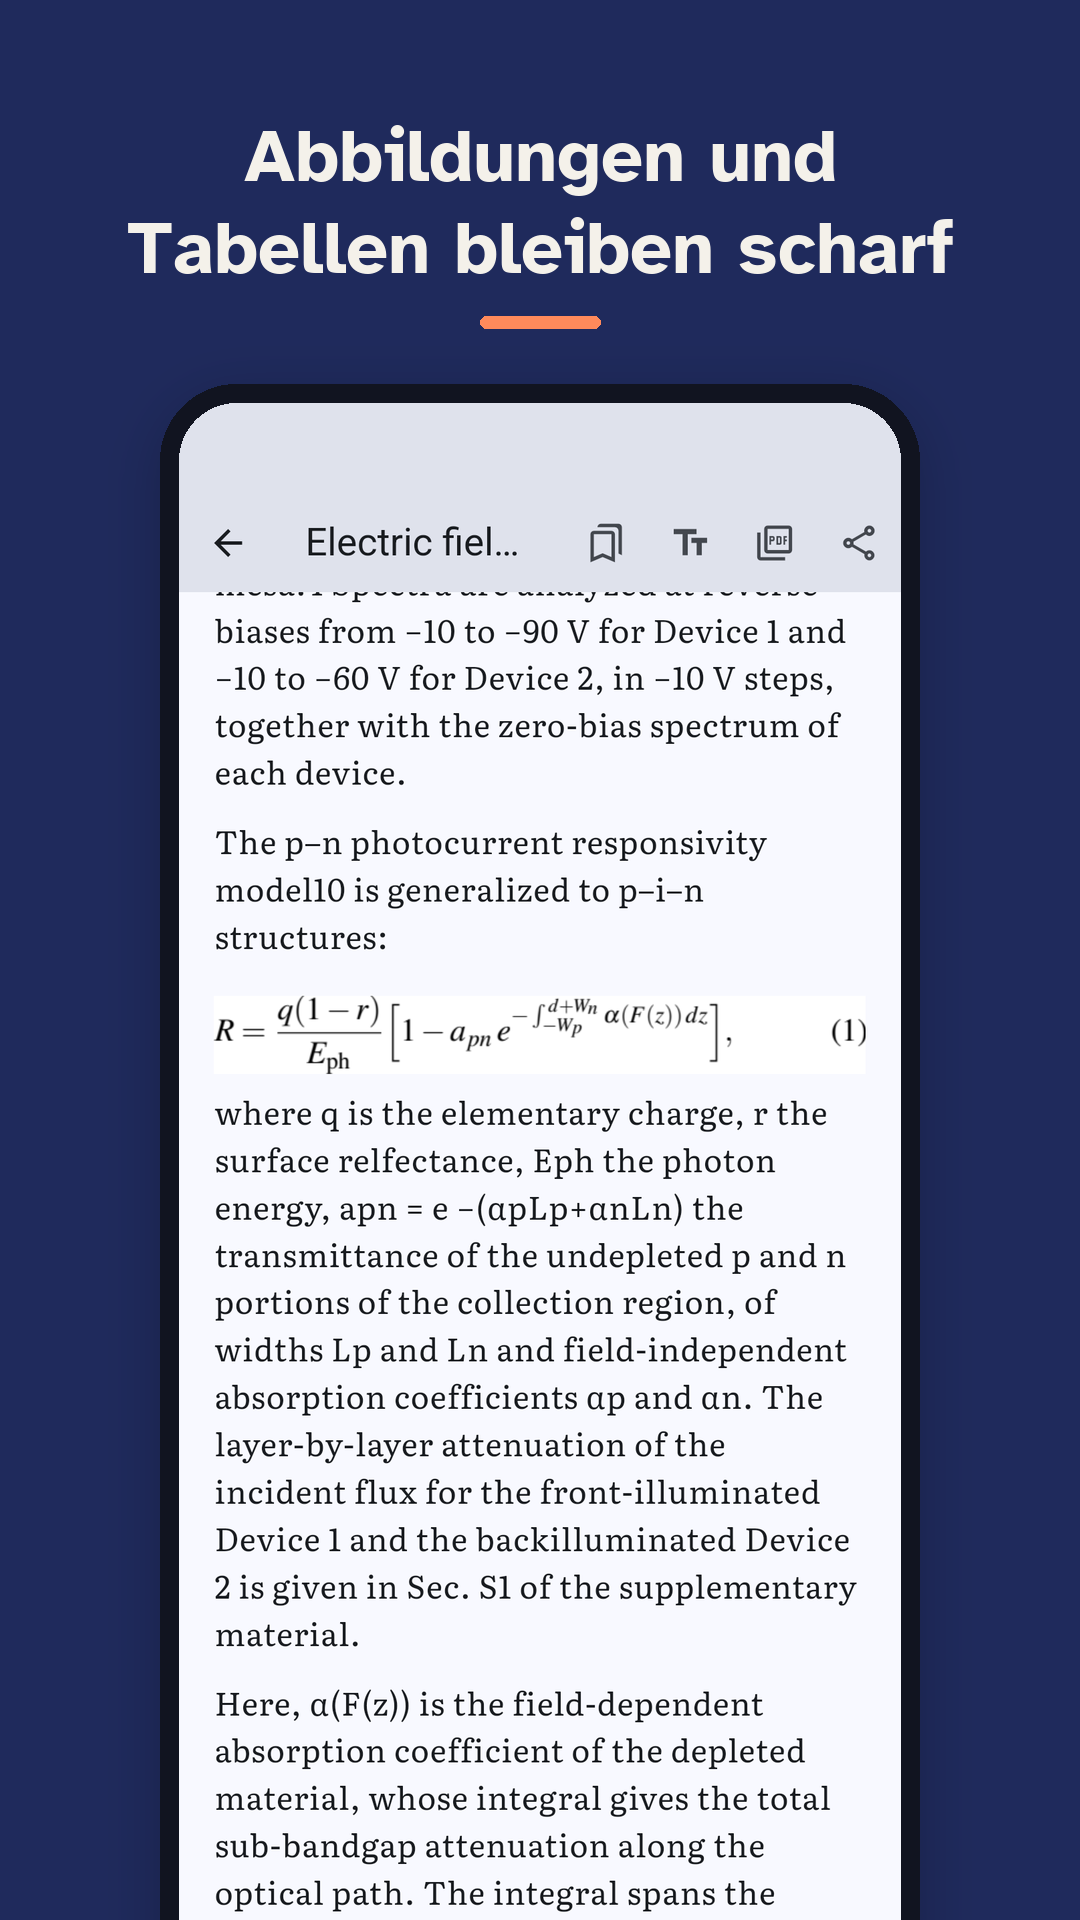 Abbildungen und
Tabellen bleiben scharf
Electric fiel...
PDF
mesa. I Spectra are analyzed at reverse
biases from −10 to −90 V for Device 1 and
−10 to −60 V for Device 2, in −10 V steps,
together with the zero-bias spectrum of
each device.
The p–n photocurrent responsivity
model10 is generalized to p–i–n
structures:
R = q(1 − r) / E_ph [1 − a_pn e^{−∫_{−Wp}^{d+Wn} α(F(z)) dz}], (1)
where q is the elementary charge, r the
surface relfectance, Eph the photon
energy, apn = e −(αpLp+αnLn) the
transmittance of the undepleted p and n
portions of the collection region, of
widths Lp and Ln and field-independent
absorption coefficients αp and αn. The
layer-by-layer attenuation of the
incident flux for the front-illuminated
Device 1 and the backilluminated Device
2 is given in Sec. S1 of the supplementary
material.
Here, α(F(z)) is the field-dependent
absorption coefficient of the depleted
material, whose integral gives the total
sub-bandgap attenuation along the
optical path. The integral spans the